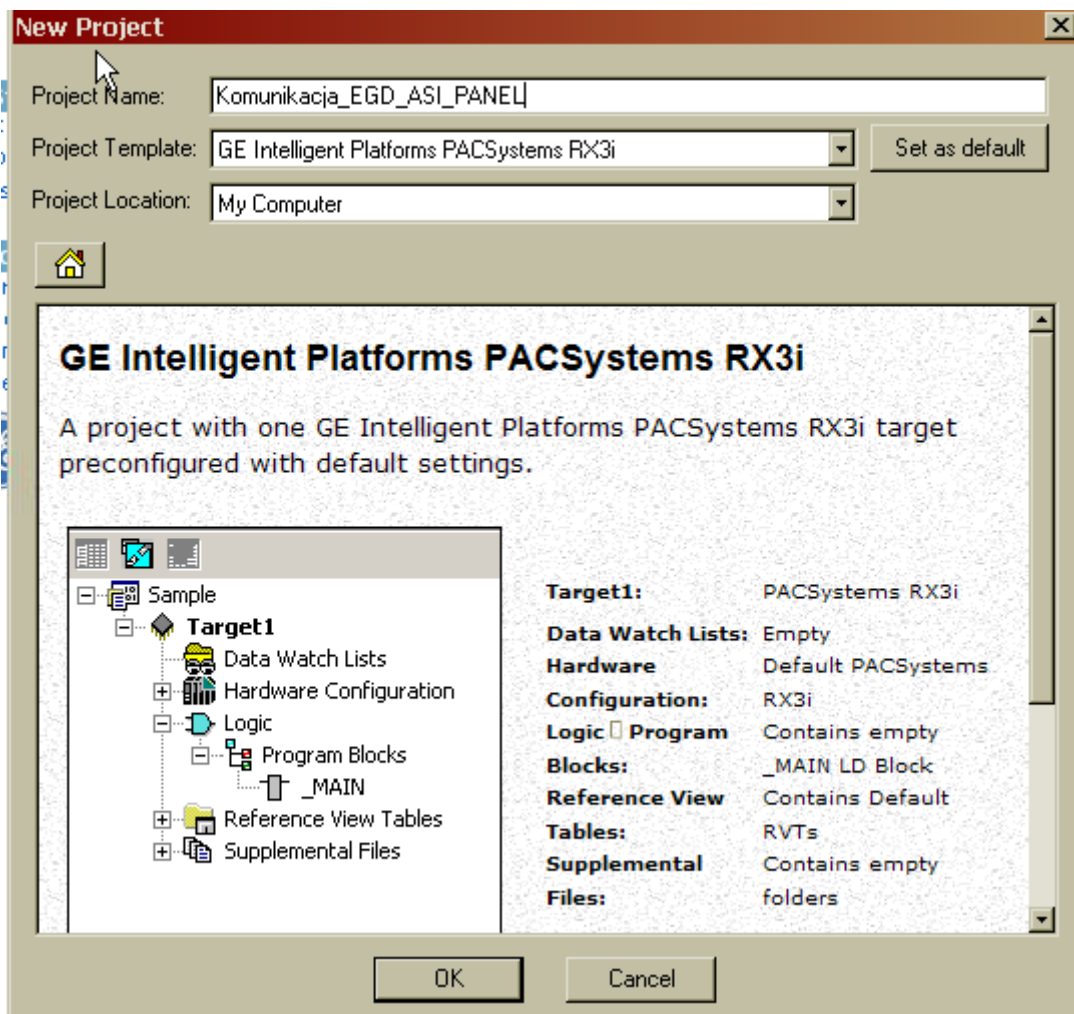 New Project
Project Name: Komunikacja_EGD_ASI_PANEL
Project Template: GE Intelligent Platforms PACSystems RX3i Set as default
Project Location: My Computer
GE Intelligent Platforms PACSystems RX3i
A project with one GE Intelligent Platforms PACSystems RX3i target
preconfigured with default settings.
Sample
Target1
Data Watch Lists
Hardware Configuration
Logic
Program Blocks
_MAIN
Reference View Tables
Supplemental Files
Target1: PACSystems RX3i
Data Watch Lists: Empty
Hardware Default PACSystems
Configuration: RX3i
Logic Program Contains empty
Blocks: _MAIN LD Block
Reference View Contains Default
Tables: RVTs
Supplemental Contains empty
Files: folders
OK Cancel